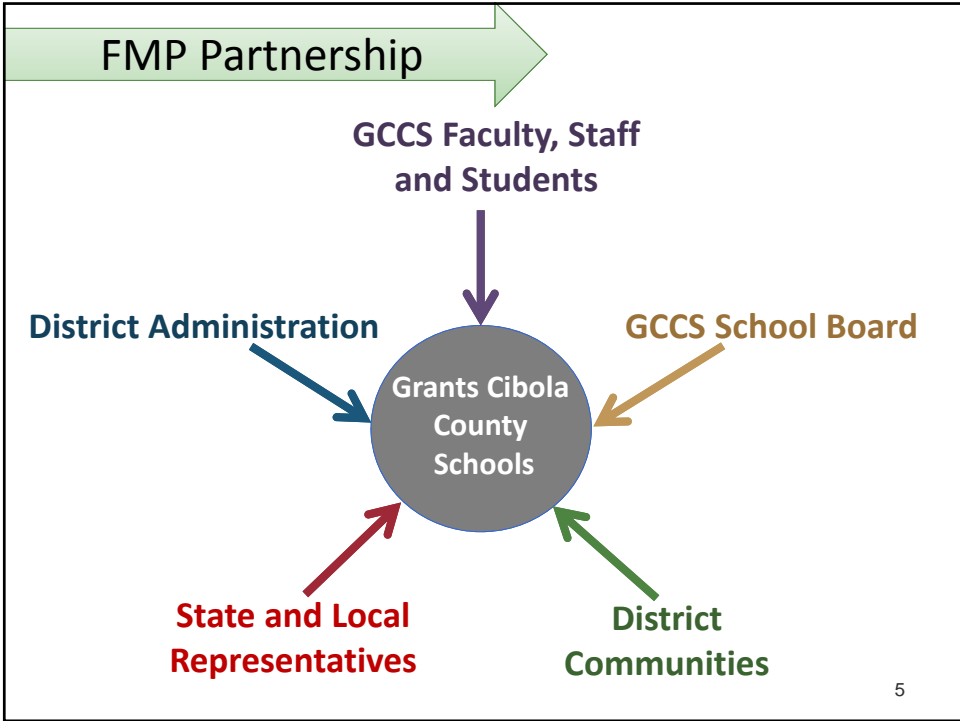 FMP Partnership
GCCS Faculty, Staff
and Students
District Administration
GCCS School Board
Grants Cibola
County
Schools
State and Local
Representatives
District
Communities
5